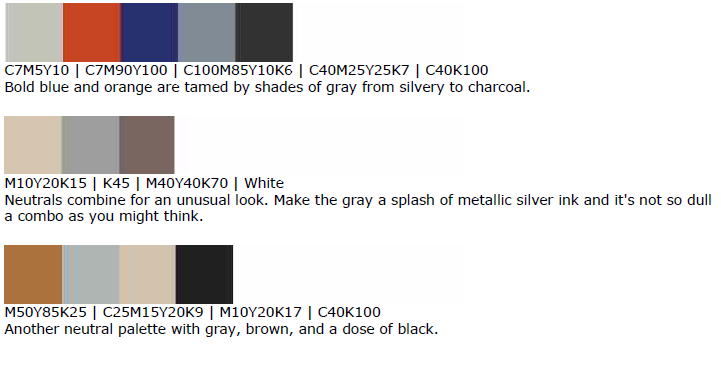 C7M5Y10 | C7M90Y100 | C100M85Y10K6 | C40M25Y25K7 | C40K100
Bold blue and orange are tamed by shades of gray from silvery to charcoal.
M10Y20K15 | K45 | M40Y40K70 | White
Neutrals combine for an unusual look. Make the gray a splash of metallic silver ink and it's not so dull
a combo as you might think.
M50Y85K25 | C25M15Y20K9 | M10Y20K17 | C40K100
Another neutral palette with gray, brown, and a dose of black.